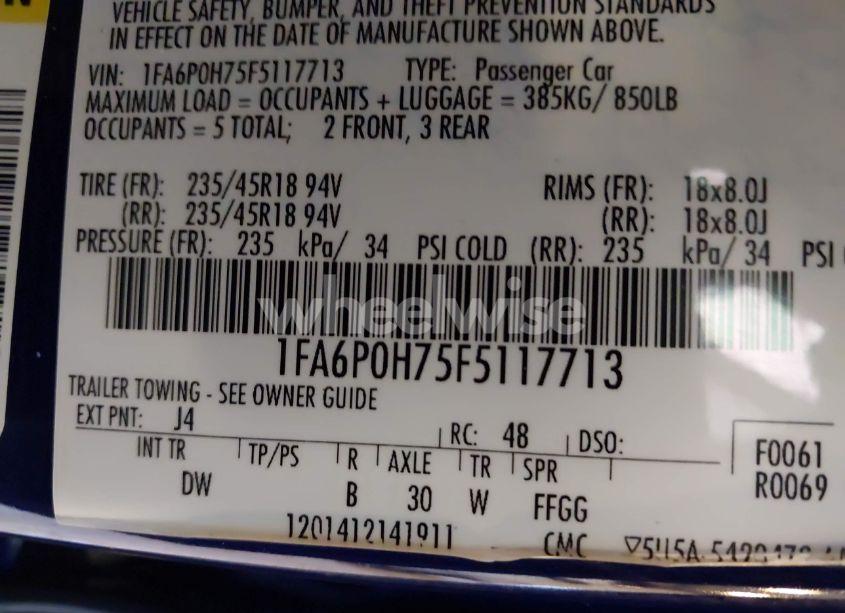 VEHICLE SAFETY, BUMPER, AND THEFT PREVENTION STANDARDS
IN EFFECT ON THE DATE OF MANUFACTURE SHOWN ABOVE.
VIN: 1FA6P0H75F5117713 TYPE: Passenger Car
MAXIMUM LOAD = OCCUPANTS + LUGGAGE = 385KG/ 850LB
OCCUPANTS = 5 TOTAL; 2 FRONT, 3 REAR
TIRE (FR): 235/45R18 94V RIMS (FR): 18x8.0J
(RR): 235/45R18 94V (RR): 18x8.0J
PRESSURE (FR): 235 kPa/ 34 PSI COLD (RR): 235 kPa/ 34 PSI
wheelwise
1FA6P0H75F5117713
TRAILER TOWING - SEE OWNER GUIDE
EXT PNT: J4 RC: 48 DSO:
INT TR TP/PS R AXLE TR SPR F0061
DW B 30 W FFGG R0069
1201412141911 CMC